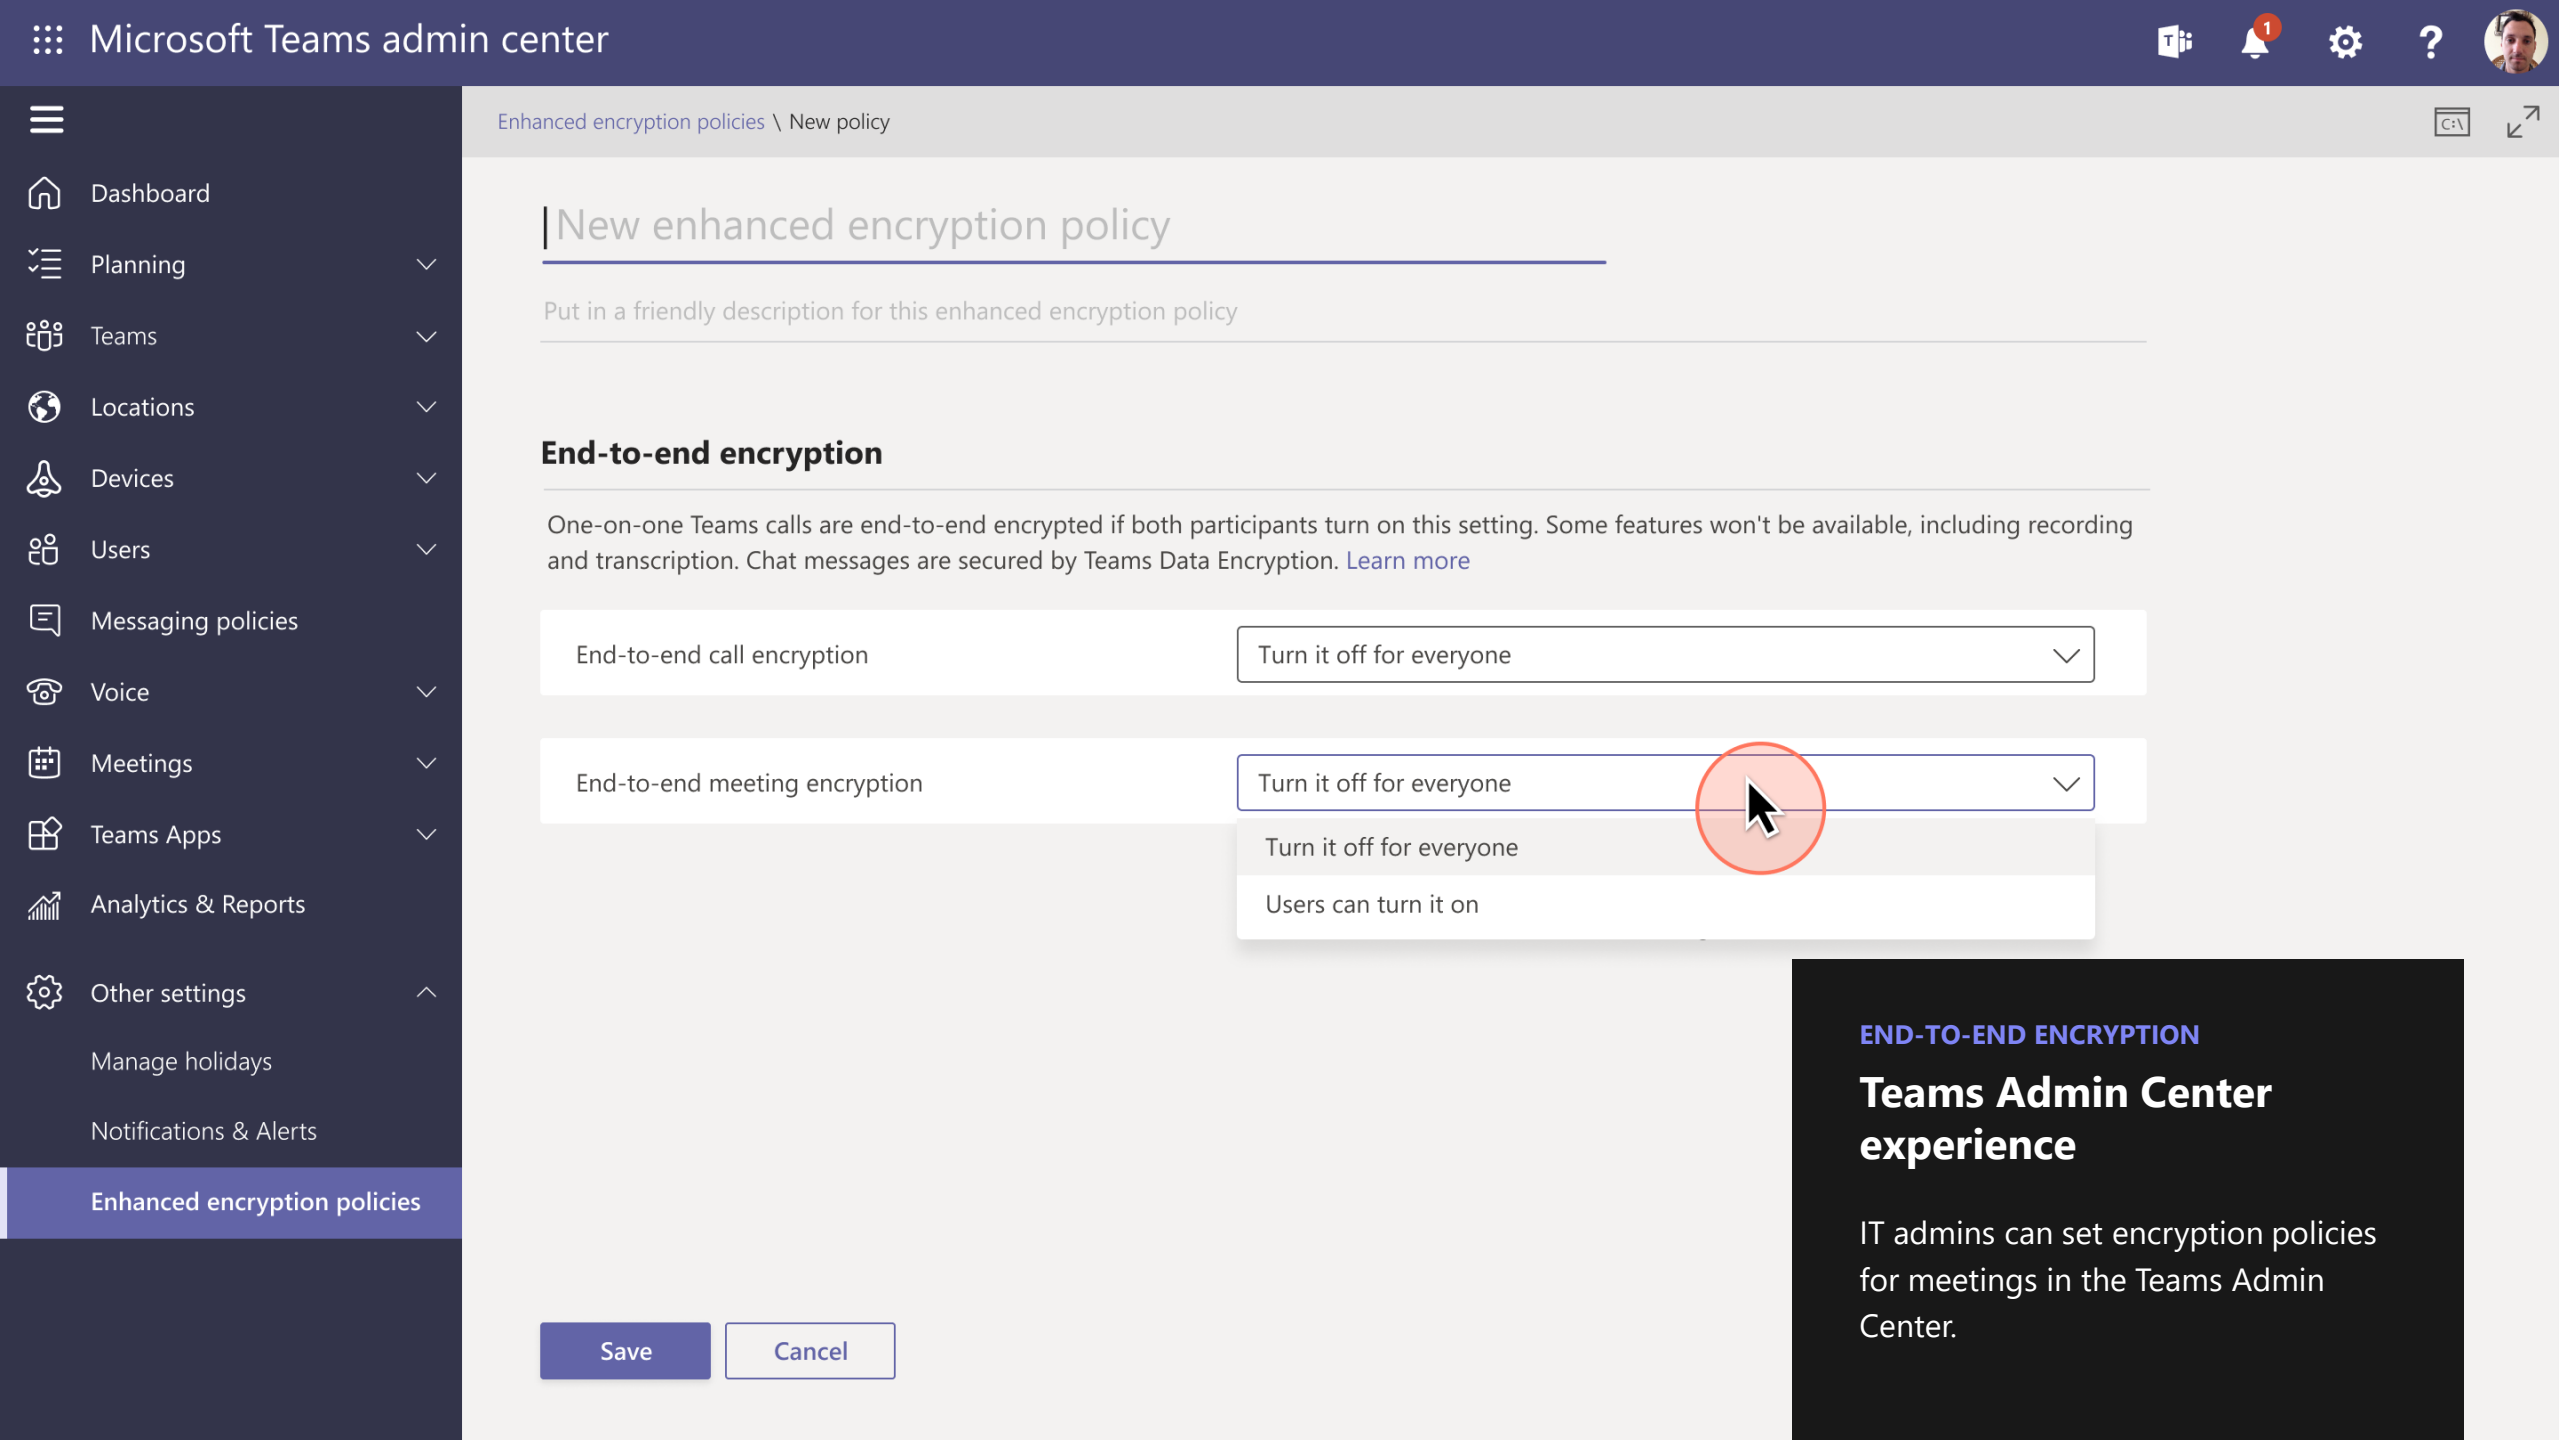 Microsoft Teams admin center
T
1
?
Enhanced encryption policies \ New policy
C:\
Dashboard
Planning
Teams
Locations
Devices
Users
Messaging policies
Voice
Meetings
Teams Apps
Analytics & Reports
Other settings
Manage holidays
Notifications & Alerts
Enhanced encryption policies
New enhanced encryption policy
Put in a friendly description for this enhanced encryption policy
End-to-end encryption
One-on-one Teams calls are end-to-end encrypted if both participants turn on this setting. Some features won't be available, including recording
and transcription. Chat messages are secured by Teams Data Encryption. Learn more
End-to-end call encryption
Turn it off for everyone
End-to-end meeting encryption
Turn it off for everyone
Turn it off for everyone
Users can turn it on
Save
Cancel
END-TO-END ENCRYPTION
Teams Admin Center
experience
IT admins can set encryption policies
for meetings in the Teams Admin
Center.